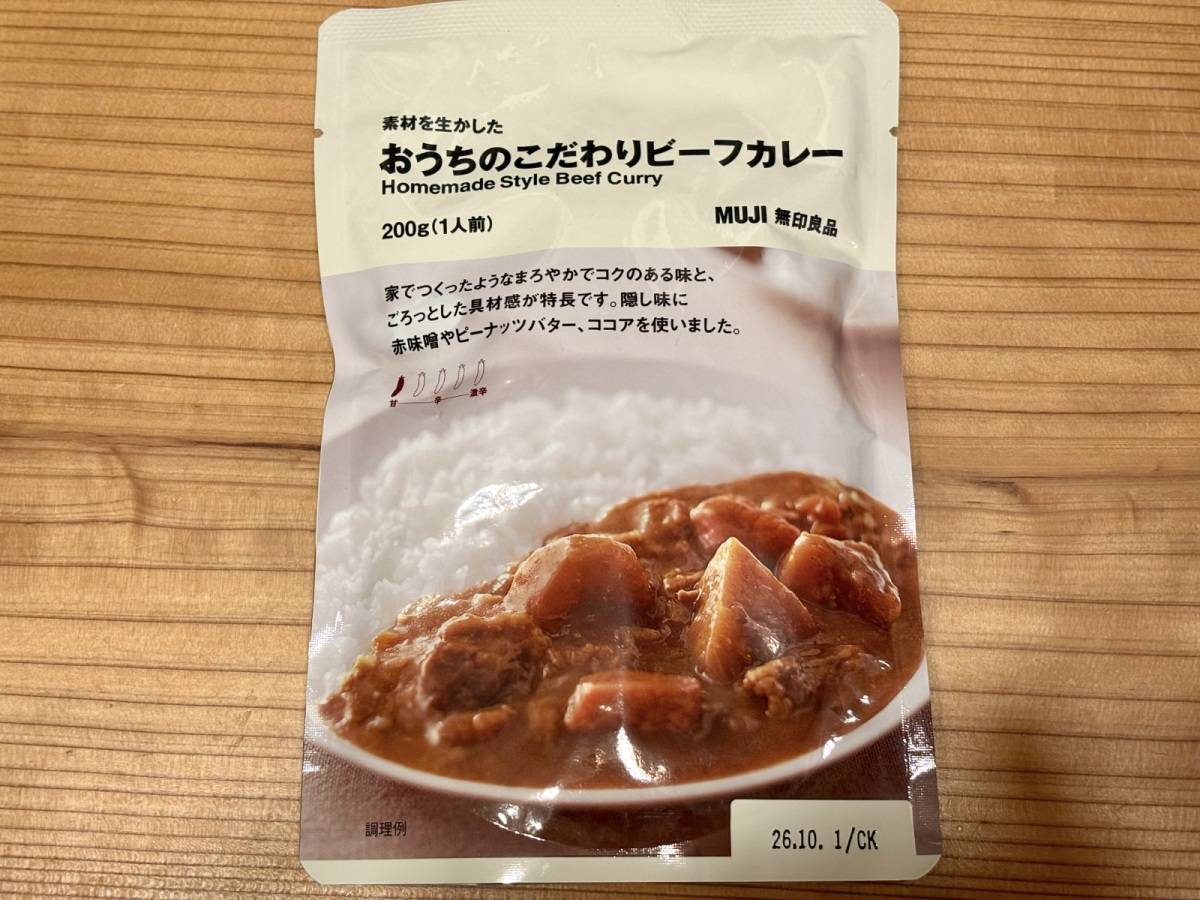 素材を生かした
おうちのこだわりビーフカレー
Homemade Style Beef Curry
200g(1人前)
MUJI 無印良品
家でつくったようなまろやかでコクのある味と、
ごろっとした具材感が特長です。隠し味に
赤味噌やピーナッツバター、ココアを使いました。
甘 辛 濃辛
調理例
26.10. 1/CK